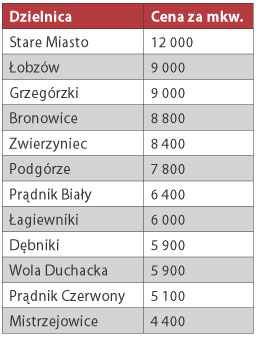 Dzielnica Cena za mkw.
Stare Miasto 12 000
Łobzów 9 000
Grzegórzki 9 000
Bronowice 8 800
Zwierzyniec 8 400
Podgórze 7 800
Prądnik Biały 6 400
Łagiewniki 6 000
Dębniki 5 900
Wola Duchacka 5 900
Prądnik Czerwony 5 100
Mistrzejowice 4 400